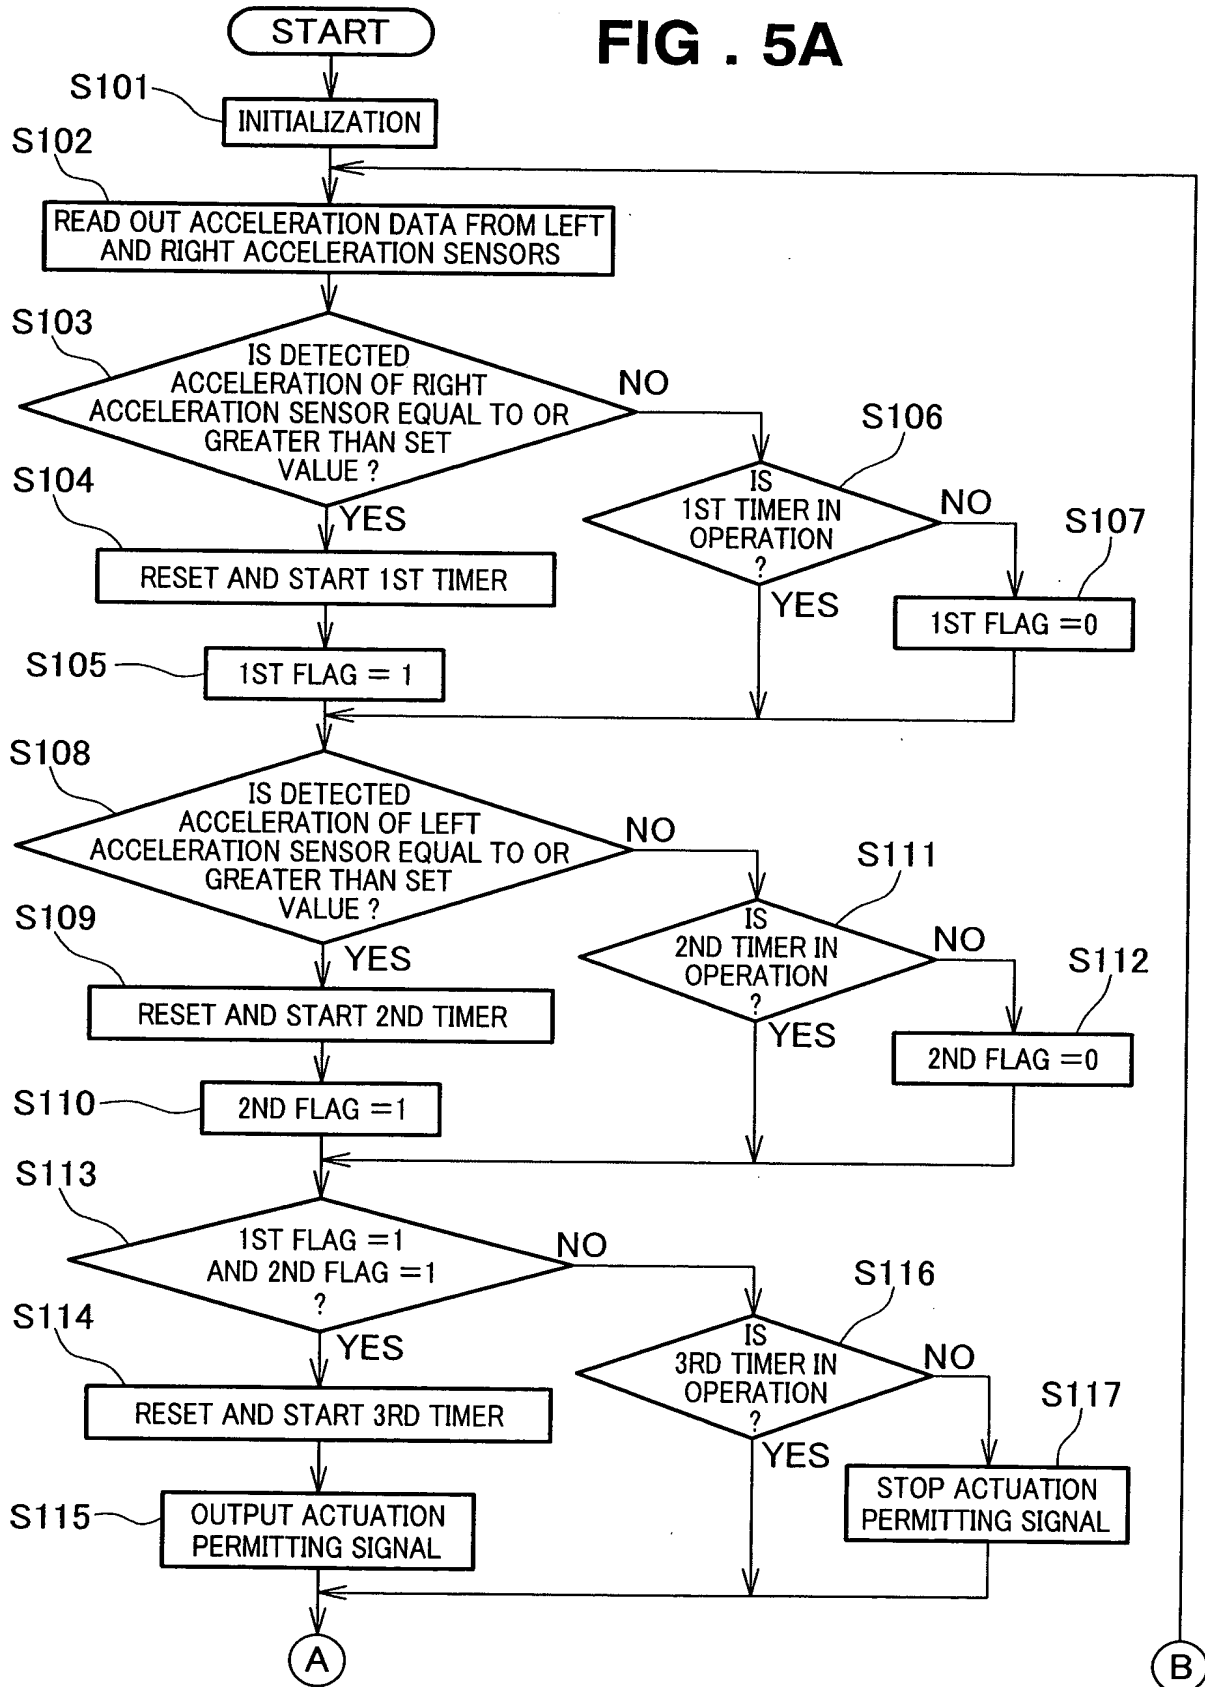 FIG . 5A
START
S101
INITIALIZATION
S102
READ OUT ACCELERATION DATA FROM LEFT
AND RIGHT ACCELERATION SENSORS
S103
IS DETECTED
ACCELERATION OF RIGHT
ACCELERATION SENSOR EQUAL TO OR
GREATER THAN SET
VALUE ?
NO
YES
S104
RESET AND START 1ST TIMER
S105
1ST FLAG = 1
S106
IS
1ST TIMER IN
OPERATION
?
NO
YES
S107
1ST FLAG =0
S108
IS DETECTED
ACCELERATION OF LEFT
ACCELERATION SENSOR EQUAL TO OR
GREATER THAN SET
VALUE ?
NO
YES
S109
RESET AND START 2ND TIMER
S110
2ND FLAG =1
S111
IS
2ND TIMER IN
OPERATION
?
NO
YES
S112
2ND FLAG =0
S113
1ST FLAG =1
AND 2ND FLAG =1
?
NO
YES
S114
RESET AND START 3RD TIMER
S115
OUTPUT ACTUATION
PERMITTING SIGNAL
S116
IS
3RD TIMER IN
OPERATION
?
NO
YES
S117
STOP ACTUATION
PERMITTING SIGNAL
A
B